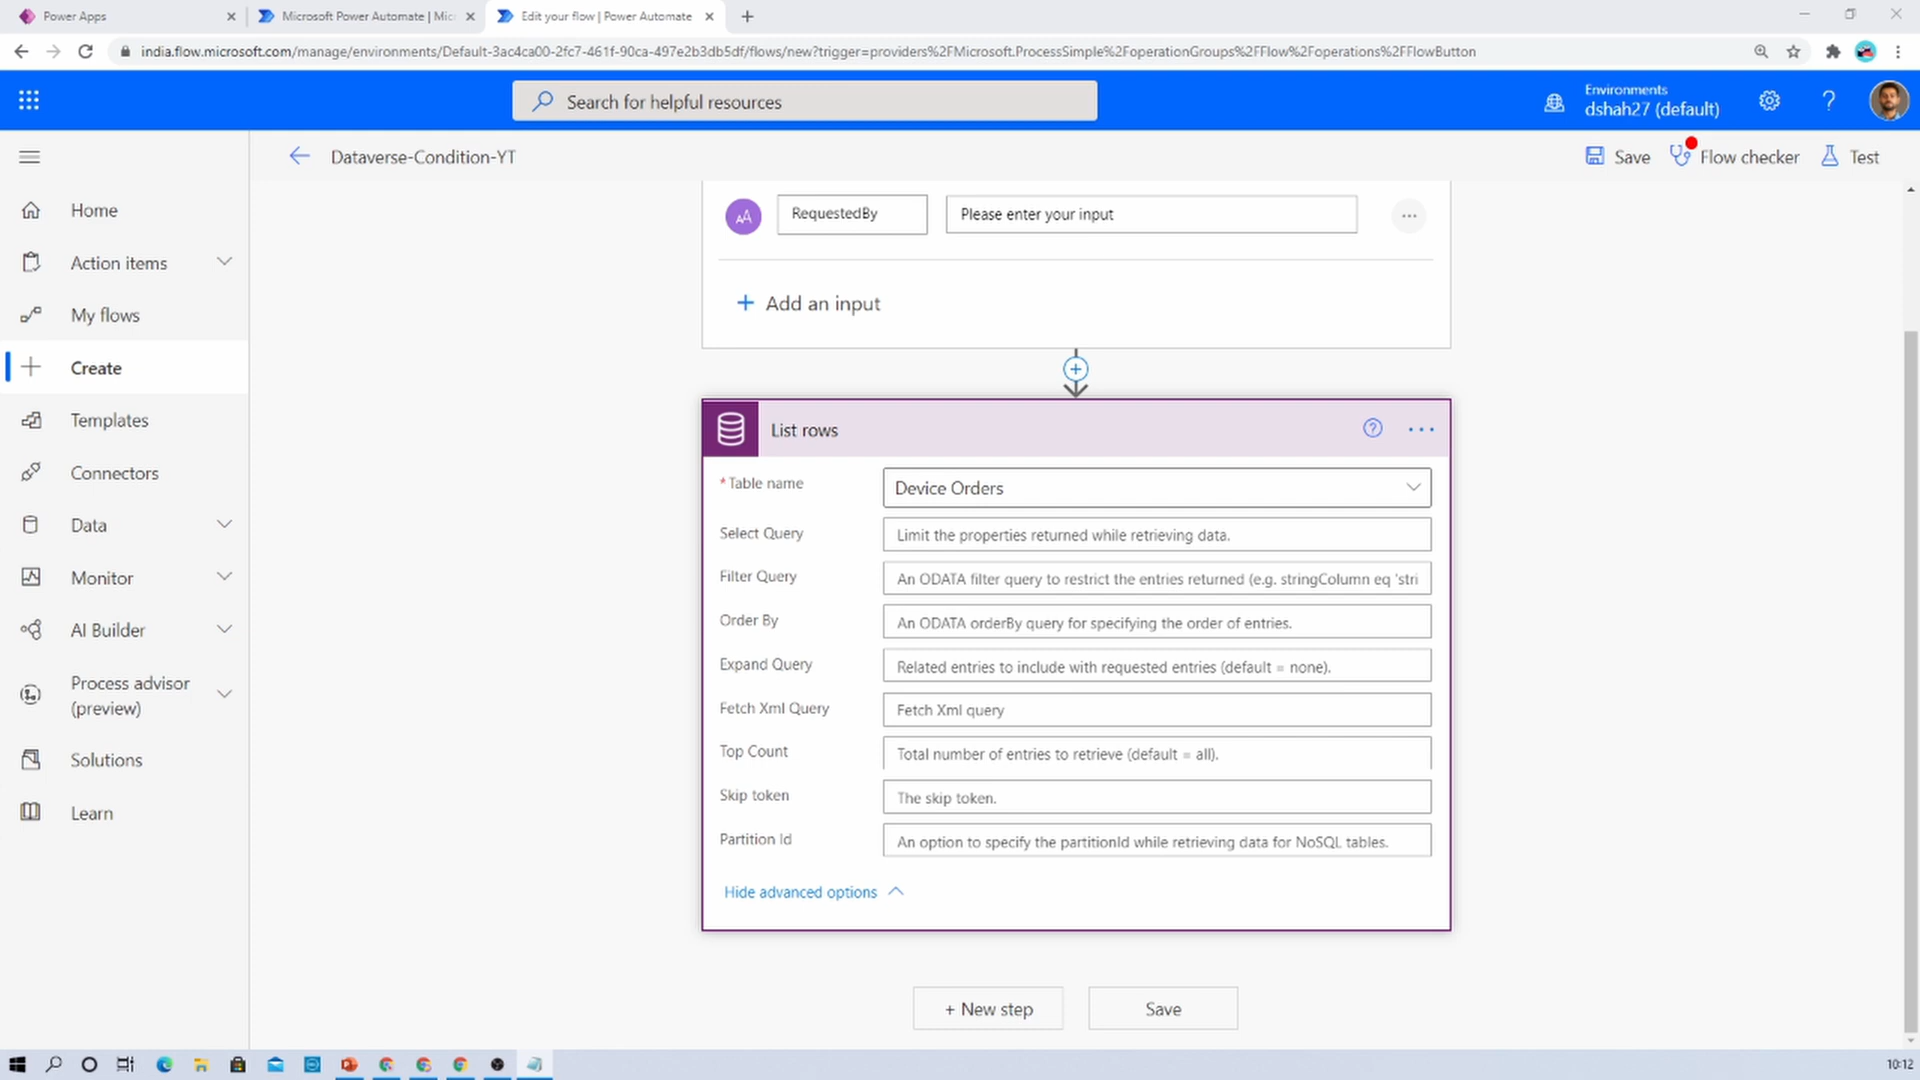 Power Apps
Microsoft Power Automate | Micr
Edit your flow | Power Automate
india.flow.microsoft.com/manage/environments/Default-3ac4ca00-2fc7-461f-90ca-497e2b3db5df/flows/new?trigger=providers%2FMicrosoft.ProcessSimple%2FoperationGroups%2FFlow%2Foperations%2FFlowButton
Search for helpful resources
Environments
dshah27 (default)
?
Dataverse-Condition-YT
Save
Flow checker
Test
Home
Action items
My flows
Create
Templates
Connectors
Data
Monitor
AI Builder
Process advisor
(preview)
Solutions
Learn
AA
RequestedBy
Please enter your input
...
+ Add an input
List rows
?
...
* Table name
Device Orders
Select Query
Limit the properties returned while retrieving data.
Filter Query
An ODATA filter query to restrict the entries returned (e.g. stringColumn eq 'stri
Order By
An ODATA orderBy query for specifying the order of entries.
Expand Query
Related entries to include with requested entries (default = none).
Fetch Xml Query
Fetch Xml query
Top Count
Total number of entries to retrieve (default = all).
Skip token
The skip token.
Partition Id
An option to specify the partitionId while retrieving data for NoSQL tables.
Hide advanced options
+ New step
Save
10:12